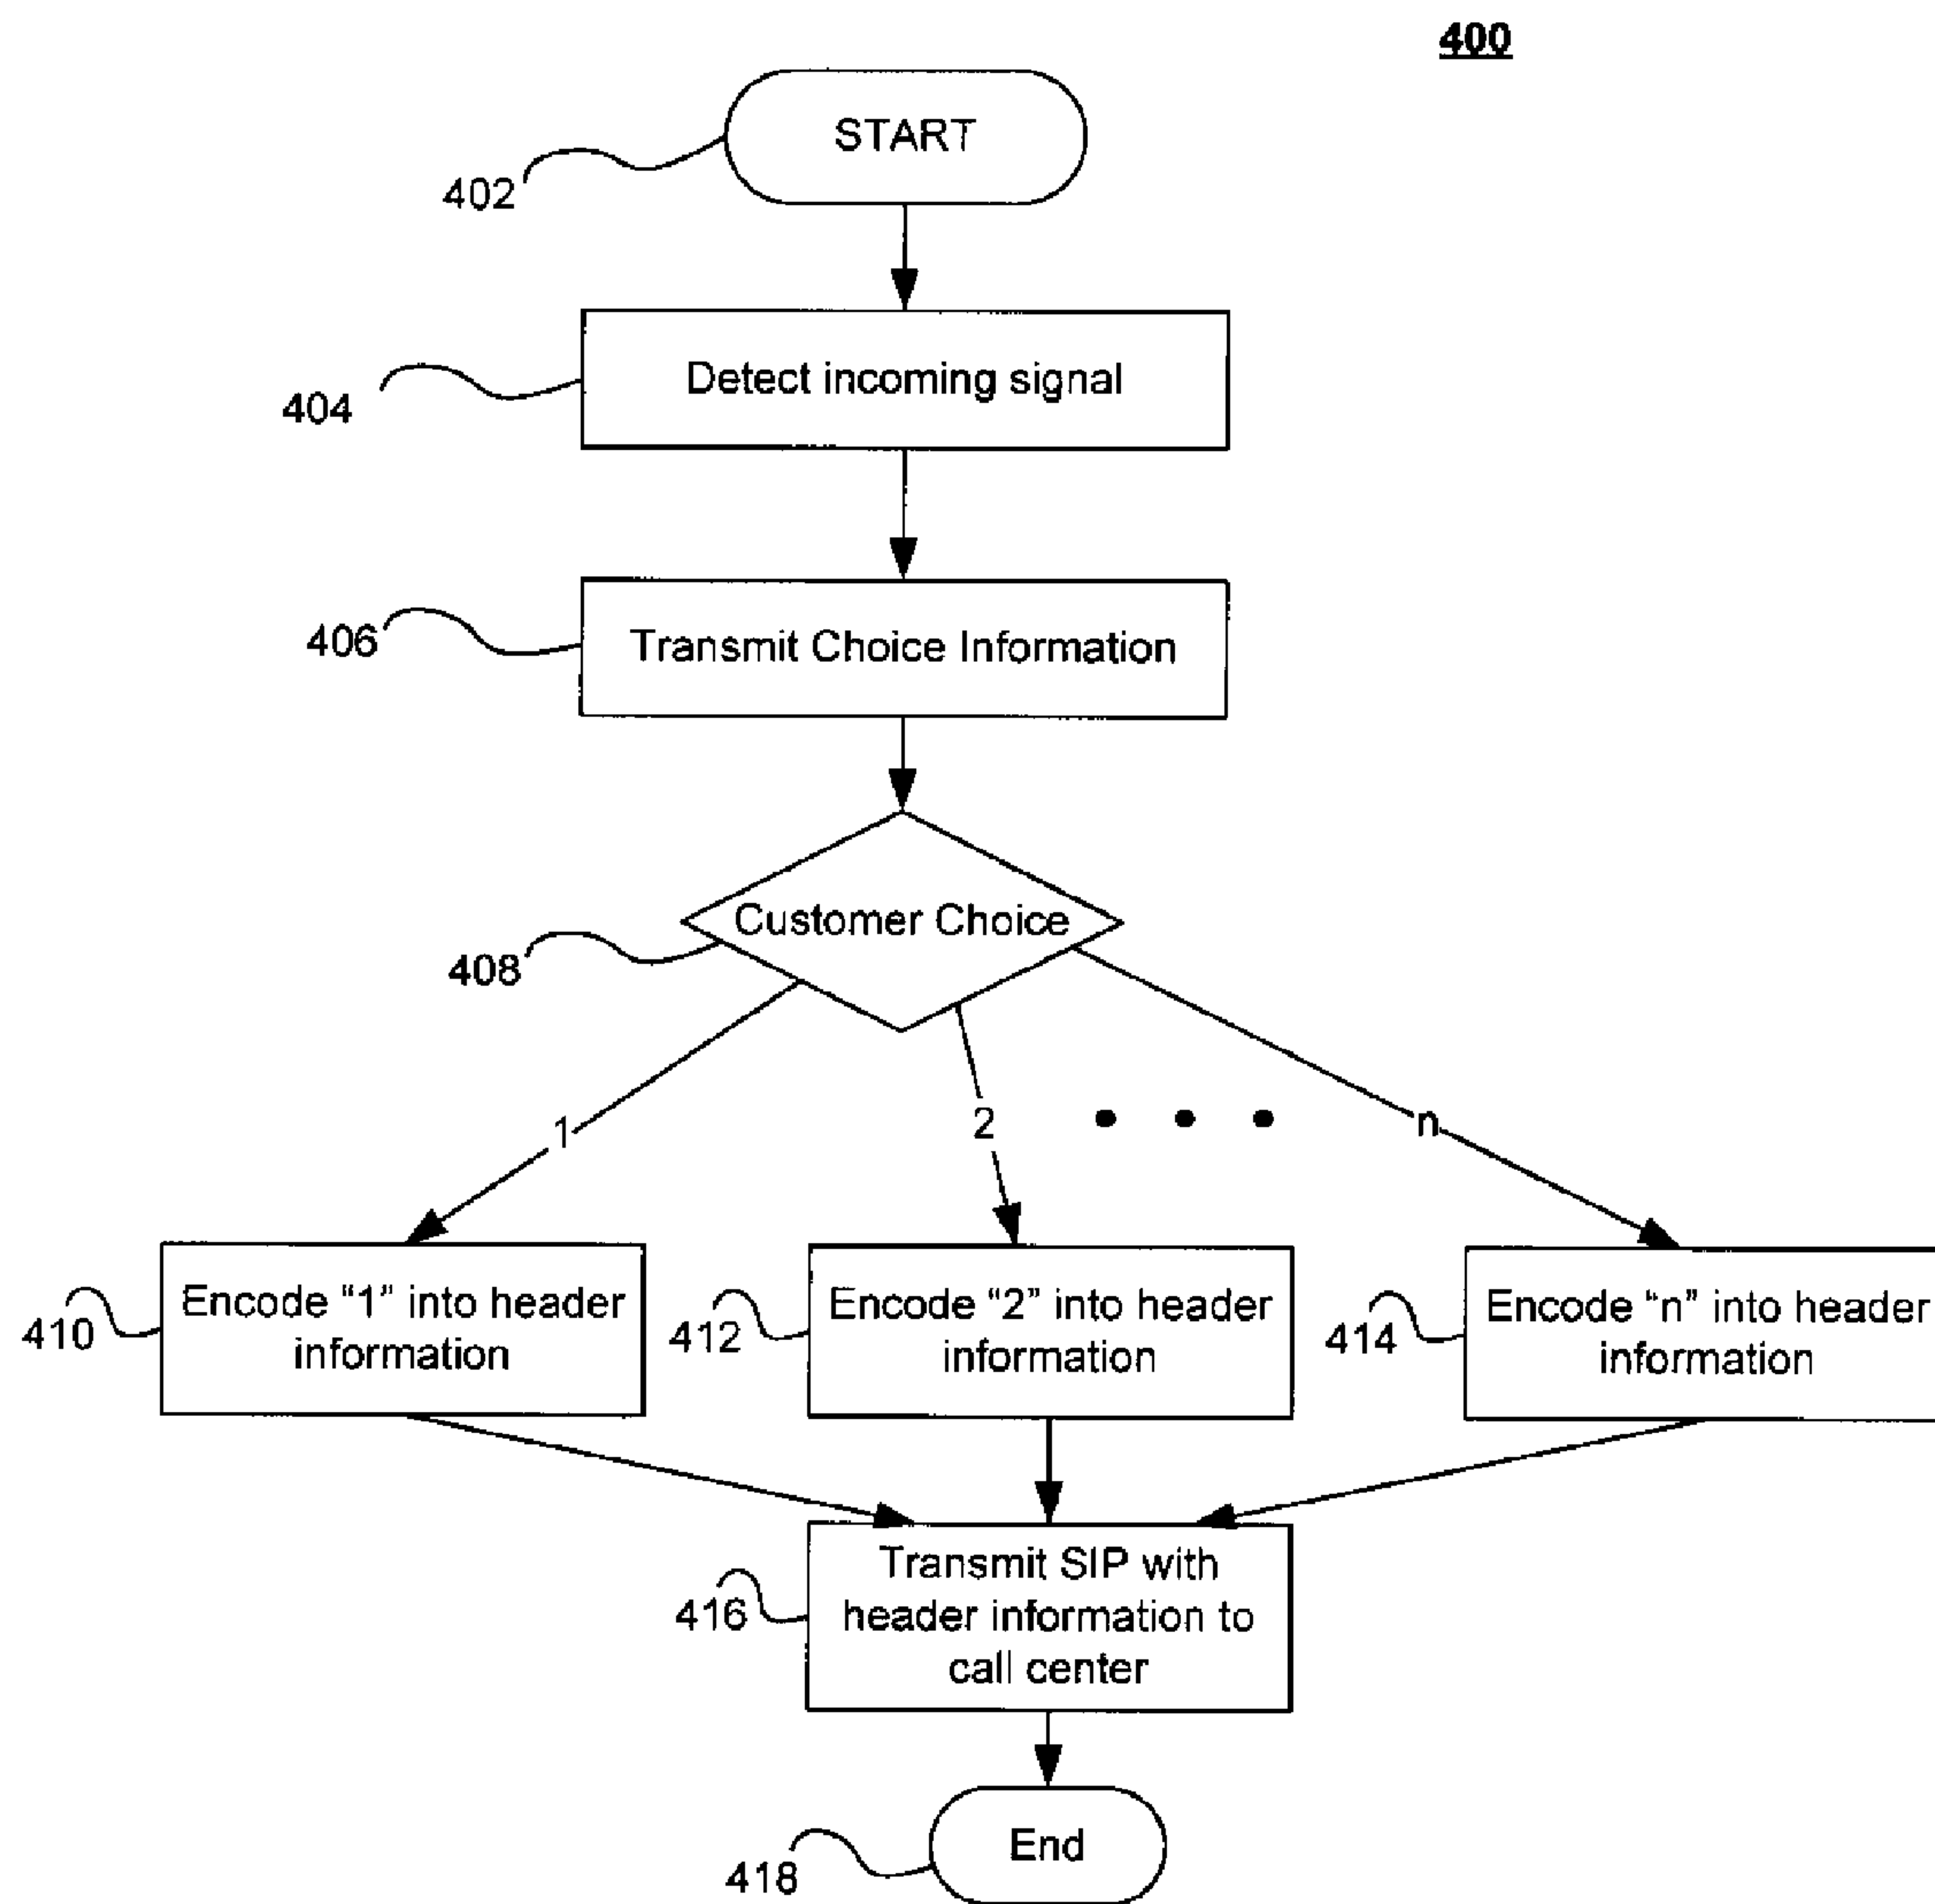 400
START
402
Detect incoming signal
404
Transmit Choice Information
406
Customer Choice
408
1
2
n
Encode “1” into header
information
410
Encode “2” into header
information
412
Encode “n” into header
information
414
Transmit SIP with
header information to
call center
416
End
418